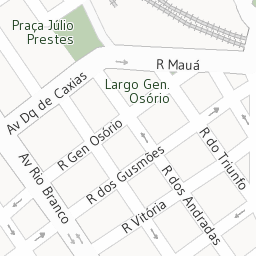 Praça Júlio
Prestes
R Mauá
Largo Gen.
Osório
Av Dq de Caxias
R Gen Osório
R do Triunfo
Av Rio Branco
R dos Gusmões
R dos Andradas
R Vitória